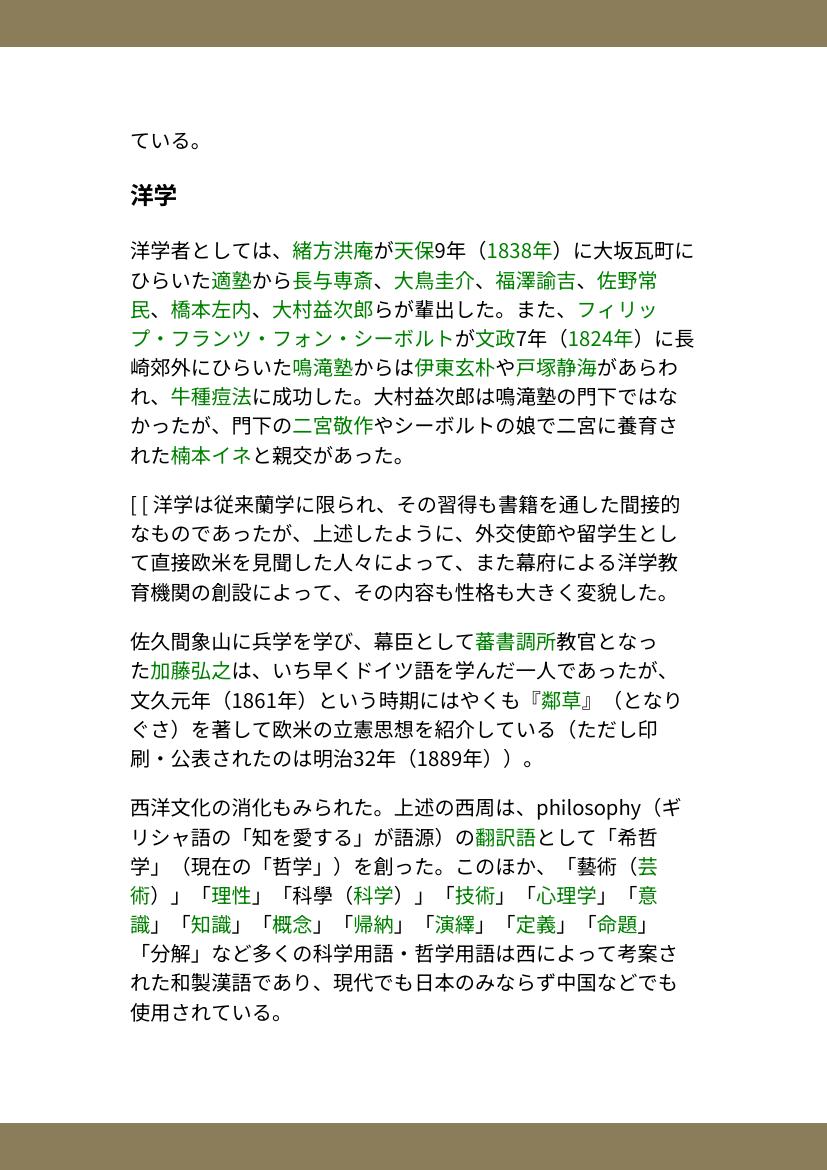 ている。
洋学
洋学者としては、緒方洪庵が天保9年（1838年）に大坂瓦町に
ひらいた適塾から長与専斎、大鳥圭介、福澤諭吉、佐野常
民、橋本左内、大村益次郎らが輩出した。また、フィリッ
プ・フランツ・フォン・シーボルトが文政7年（1824年）に長
崎郊外にひらいた鳴滝塾からは伊東玄朴や戸塚静海があらわ
れ、牛種痘法に成功した。大村益次郎は鳴滝塾の門下ではな
かったが、門下の二宮敬作やシーボルトの娘で二宮に養育さ
れた楠本イネと親交があった。
[ [ 洋学は従来蘭学に限られ、その習得も書籍を通した間接的
なものであったが、上述したように、外交使節や留学生とし
て直接欧米を見聞した人々によって、また幕府による洋学教
育機関の創設によって、その内容も性格も大きく変貌した。
佐久間象山に兵学を学び、幕臣として蕃書調所教官となっ
た加藤弘之は、いち早くドイツ語を学んだ一人であったが、
文久元年（1861年）という時期にはやくも『鄰草』（となり
ぐさ）を著して欧米の立憲思想を紹介している（ただし印
刷・公表されたのは明治32年（1889年））。
西洋文化の消化もみられた。上述の西周は、philosophy（ギ
リシャ語の「知を愛する」が語源）の翻訳語として「希哲
学」（現在の「哲学」）を創った。このほか、「藝術（芸
術）」「理性」「科學（科学）」「技術」「心理学」「意
識」「知識」「概念」「帰納」「演繹」「定義」「命題」
「分解」など多くの科学用語・哲学用語は西によって考案さ
れた和製漢語であり、現代でも日本のみならず中国などでも
使用されている。